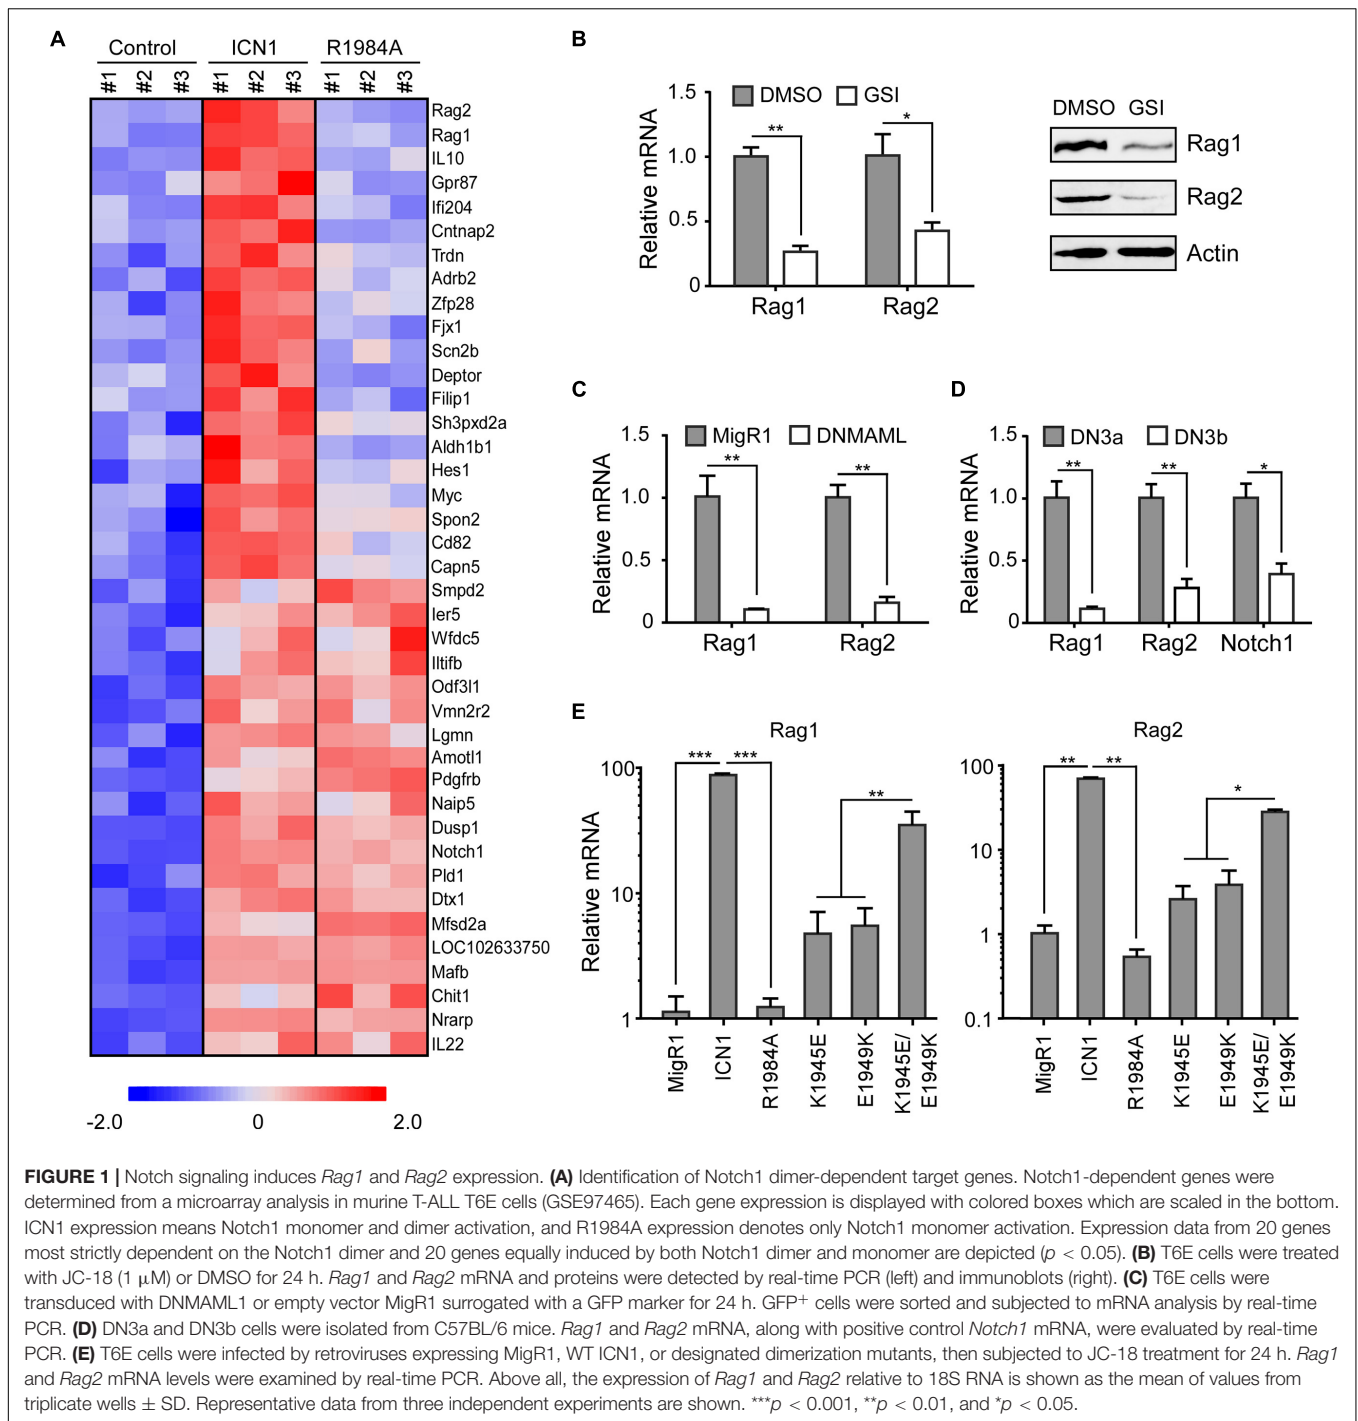 A
Control ICN1 R1984A
#1 #2 #3 #1 #2 #3 #1 #2 #3
Rag2
Rag1
IL10
Gpr87
Ifi204
Cntnap2
Trdn
Adrb2
Zfp28
Fjx1
Scn2b
Deptor
Filip1
Sh3pxd2a
Aldh1b1
Hes1
Myc
Spon2
Cd82
Capn5
Smpd2
Ier5
Wfdc5
Iltifb
Odf3l1
Vmn2r2
Lgmn
Amotl1
Pdgfrb
Naip5
Dusp1
Notch1
Pld1
Dtx1
Mfsd2a
LOC102633750
Mafb
Chit1
Nrarp
IL22
-2.0 0 2.0
B
DMSO GSI
Relative mRNA
1.5
1.0
0.5
0
** *
Rag1 Rag2
DMSO GSI
Rag1
Rag2
Actin
C
MigR1 DNMAML
Relative mRNA
1.5
1.0
0.5
0
** **
Rag1 Rag2
D
DN3a DN3b
Relative mRNA
1.5
1.0
0.5
0
** ** *
Rag1 Rag2 Notch1
E
Rag1
Relative mRNA
100
10
1
*** *** **
MigR1 ICN1 R1984A K1945E E1949K K1945E/ E1949K
Rag2
100
10
1
0.1
** ** *
MigR1 ICN1 R1984A K1945E E1949K K1945E/ E1949K
FIGURE 1 | Notch signaling induces Rag1 and Rag2 expression. (A) Identification of Notch1 dimer-dependent target genes. Notch1-dependent genes were
determined from a microarray analysis in murine T-ALL T6E cells (GSE97465). Each gene expression is displayed with colored boxes which are scaled in the bottom.
ICN1 expression means Notch1 monomer and dimer activation, and R1984A expression denotes only Notch1 monomer activation. Expression data from 20 genes
most strictly dependent on the Notch1 dimer and 20 genes equally induced by both Notch1 dimer and monomer are depicted (p < 0.05). (B) T6E cells were treated
with JC-18 (1 μM) or DMSO for 24 h. Rag1 and Rag2 mRNA and proteins were detected by real-time PCR (left) and immunoblots (right). (C) T6E cells were
transduced with DNMAML1 or empty vector MigR1 surrogated with a GFP marker for 24 h. GFP+ cells were sorted and subjected to mRNA analysis by real-time
PCR. (D) DN3a and DN3b cells were isolated from C57BL/6 mice. Rag1 and Rag2 mRNA, along with positive control Notch1 mRNA, were evaluated by real-time
PCR. (E) T6E cells were infected by retroviruses expressing MigR1, WT ICN1, or designated dimerization mutants, then subjected to JC-18 treatment for 24 h. Rag1
and Rag2 mRNA levels were examined by real-time PCR. Above all, the expression of Rag1 and Rag2 relative to 18S RNA is shown as the mean of values from
triplicate wells ± SD. Representative data from three independent experiments are shown. ***p < 0.001, **p < 0.01, and *p < 0.05.